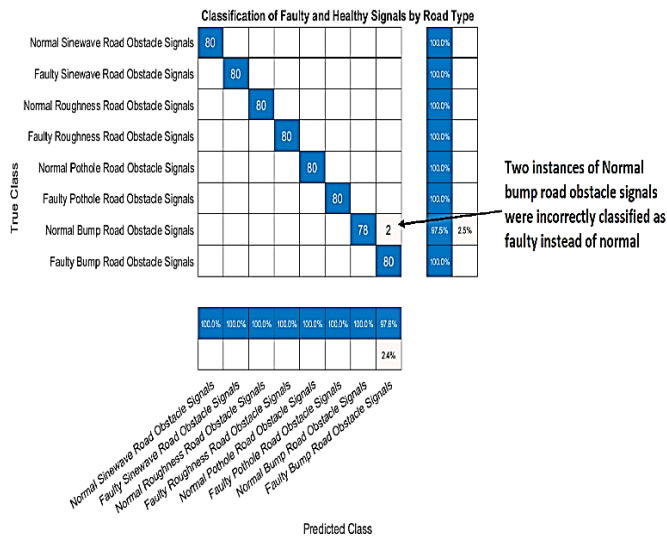 Classification of Faulty and Healthy Signals by Road Type
True Class
Normal Sinewave Road Obstacle Signals 80 100.0%
Faulty Sinewave Road Obstacle Signals 80 100.0%
Normal Roughness Road Obstacle Signals 80 100.0%
Faulty Roughness Road Obstacle Signals 80 100.0%
Normal Pothole Road Obstacle Signals 80 100.0%
Faulty Pothole Road Obstacle Signals 80 100.0%
Normal Bump Road Obstacle Signals 78 2 97.5% 2.5%
Faulty Bump Road Obstacle Signals 80 100.0%
Two instances of Normal
bump road obstacle signals
were incorrectly classified as
faulty instead of normal
100.0% 100.0% 100.0% 100.0% 100.0% 100.0% 100.0% 97.6%
2.4%
Normal Sinewave Road Obstacle Signals
Faulty Sinewave Road Obstacle Signals
Normal Roughness Road Obstacle Signals
Faulty Roughness Road Obstacle Signals
Normal Pothole Road Obstacle Signals
Faulty Pothole Road Obstacle Signals
Normal Bump Road Obstacle Signals
Faulty Bump Road Obstacle Signals
Predicted Class